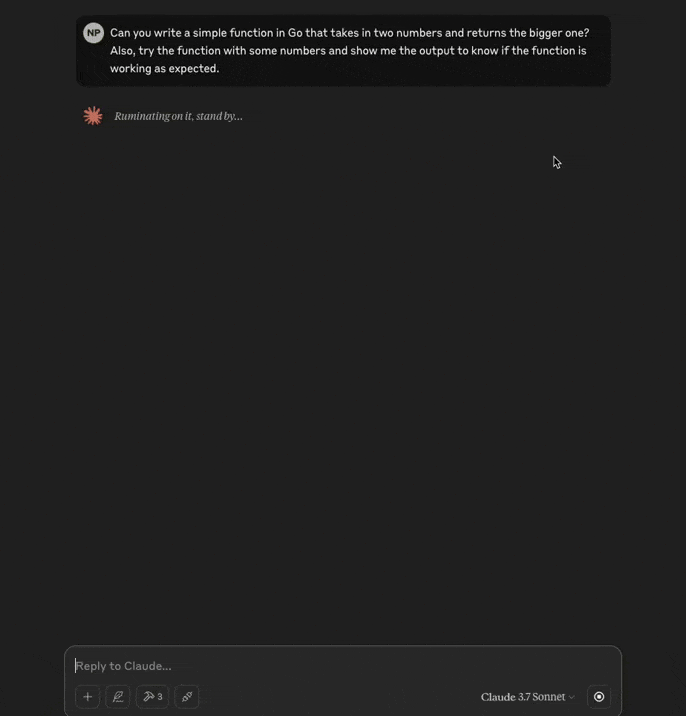 NP
Can you write a simple function in Go that takes in two numbers and returns the bigger one?
Also, try the function with some numbers and show me the output to know if the function is
working as expected.
Ruminating on it, stand by...
Reply to Claude...
3
Claude 3.7 Sonnet